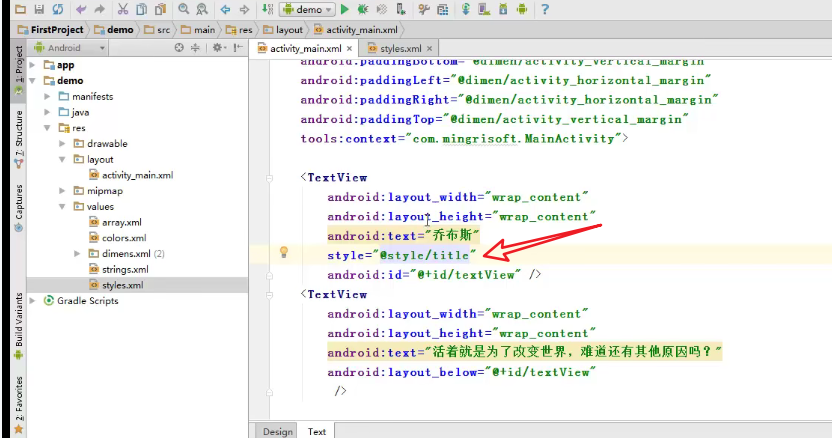 demo
FirstProject demo src main res layout activity_main.xml
Android
activity_main.xml styles.xml
1: Project
7: Structure
Captures
Build Variants
2: Favorites
app
demo
manifests
java
res
drawable
layout
activity_main.xml
mipmap
values
array.xml
colors.xml
dimens.xml (2)
strings.xml
styles.xml
Gradle Scripts
android:paddingBottom="@dimen/activity_vertical_margin"
android:paddingLeft="@dimen/activity_horizontal_margin"
android:paddingRight="@dimen/activity_horizontal_margin"
android:paddingTop="@dimen/activity_vertical_margin"
tools:context="com.mingrisoft.MainActivity">
<TextView
android:layout_width="wrap_content"
android:layout_height="wrap_content"
android:text="乔布斯"
style="@style/title"
android:id="@+id/textView" />
<TextView
android:layout_width="wrap_content"
android:layout_height="wrap_content"
android:text="活着就是为了改变世界，难道还有其他原因吗？"
android:layout_below="@+id/textView"
/>
Design Text